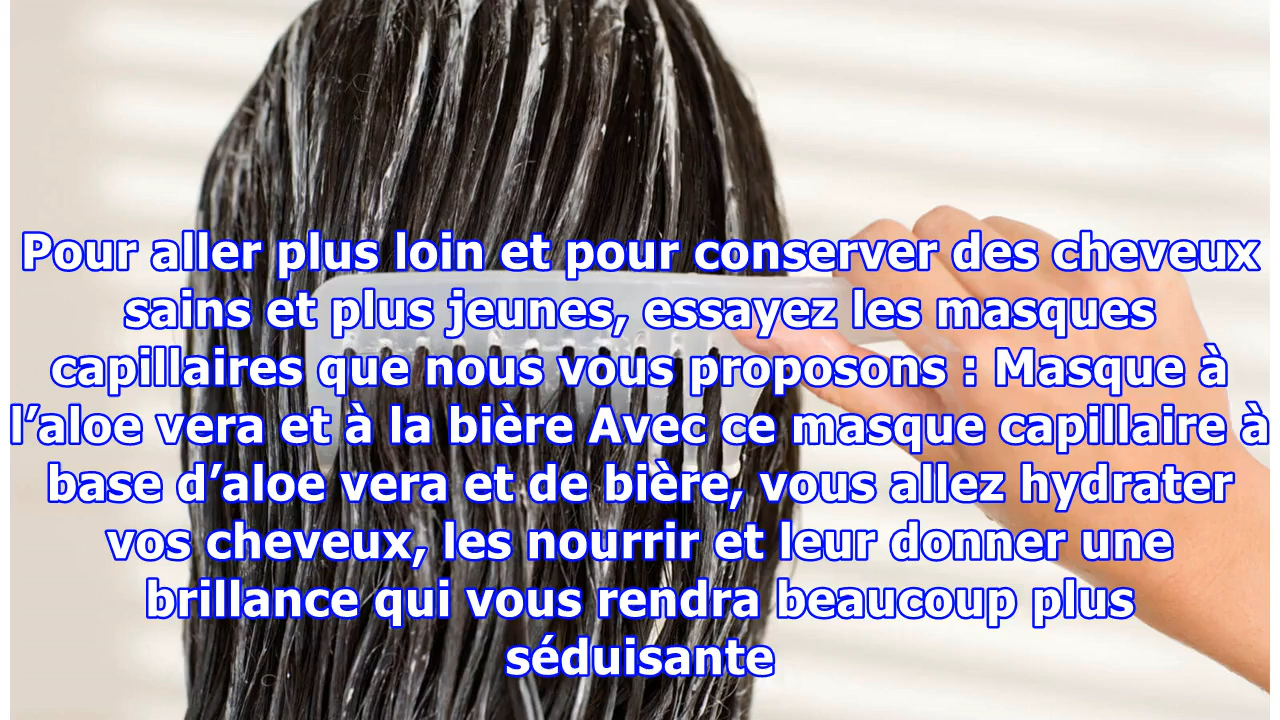 Pour aller plus loin et pour conserver des cheveux
sains et plus jeunes, essayez les masques
capillaires que nous vous proposons : Masque à
l’aloe vera et à la bière Avec ce masque capillaire à
base d’aloe vera et de bière, vous allez hydrater
vos cheveux, les nourrir et leur donner une
brillance qui vous rendra beaucoup plus
séduisante